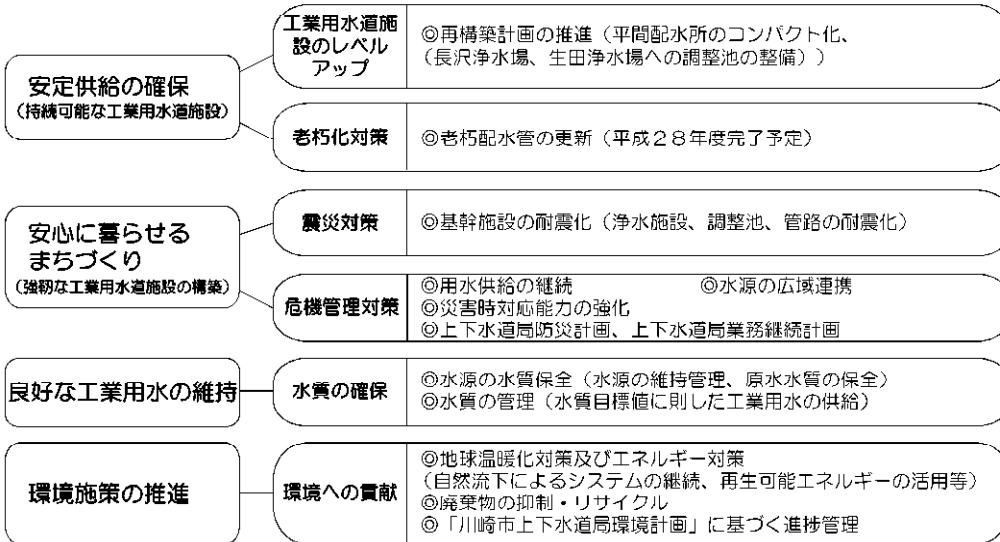 安定供給の確保
(持続可能な工業用水道施設)
工業用水道施
設のレベル
アップ
◎再構築計画の推進（平間配水所のコンパクト化、
（長沢浄水場、生田浄水場への調整池の整備））
老朽化対策
◎老朽配水管の更新（平成２８年度完了予定）
安心に暮らせる
まちづくり
(強靭な工業用水道施設の構築)
震災対策
◎基幹施設の耐震化（浄水施設、調整池、管路の耐震化）
危機管理対策
◎用水供給の継続 ◎水源の広域連携
◎災害時対応能力の強化
◎上下水道局防災計画、上下水道局業務継続計画
良好な工業用水の維持
水質の確保
◎水源の水質保全（水源の維持管理、原水水質の保全）
◎水質の管理（水質目標値に則した工業用水の供給）
環境施策の推進
環境への貢献
◎地球温暖化対策及びエネルギー対策
（自然流下によるシステムの継続、再生可能エネルギーの活用等）
◎廃棄物の抑制・リサイクル
◎「川崎市上下水道局環境計画」に基づく進捗管理